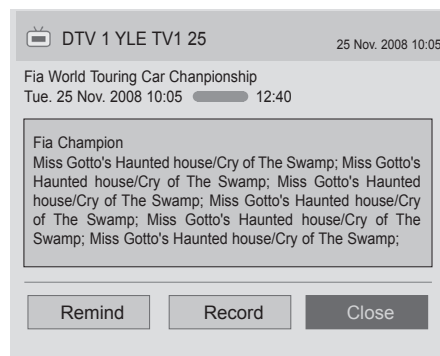 DTV 1 YLE TV1 25
25 Nov. 2008 10:05
Fia World Touring Car Chanpionship
Tue. 25 Nov. 2008 10:05 12:40
Fia Champion
Miss Gotto's Haunted house/Cry of The Swamp; Miss Gotto's
Haunted house/Cry of The Swamp; Miss Gotto's Haunted
house/Cry of The Swamp; Miss Gotto's Haunted house/Cry
of The Swamp; Miss Gotto's Haunted house/Cry of The
Swamp; Miss Gotto's Haunted house/Cry of The Swamp;
Remind Record Close